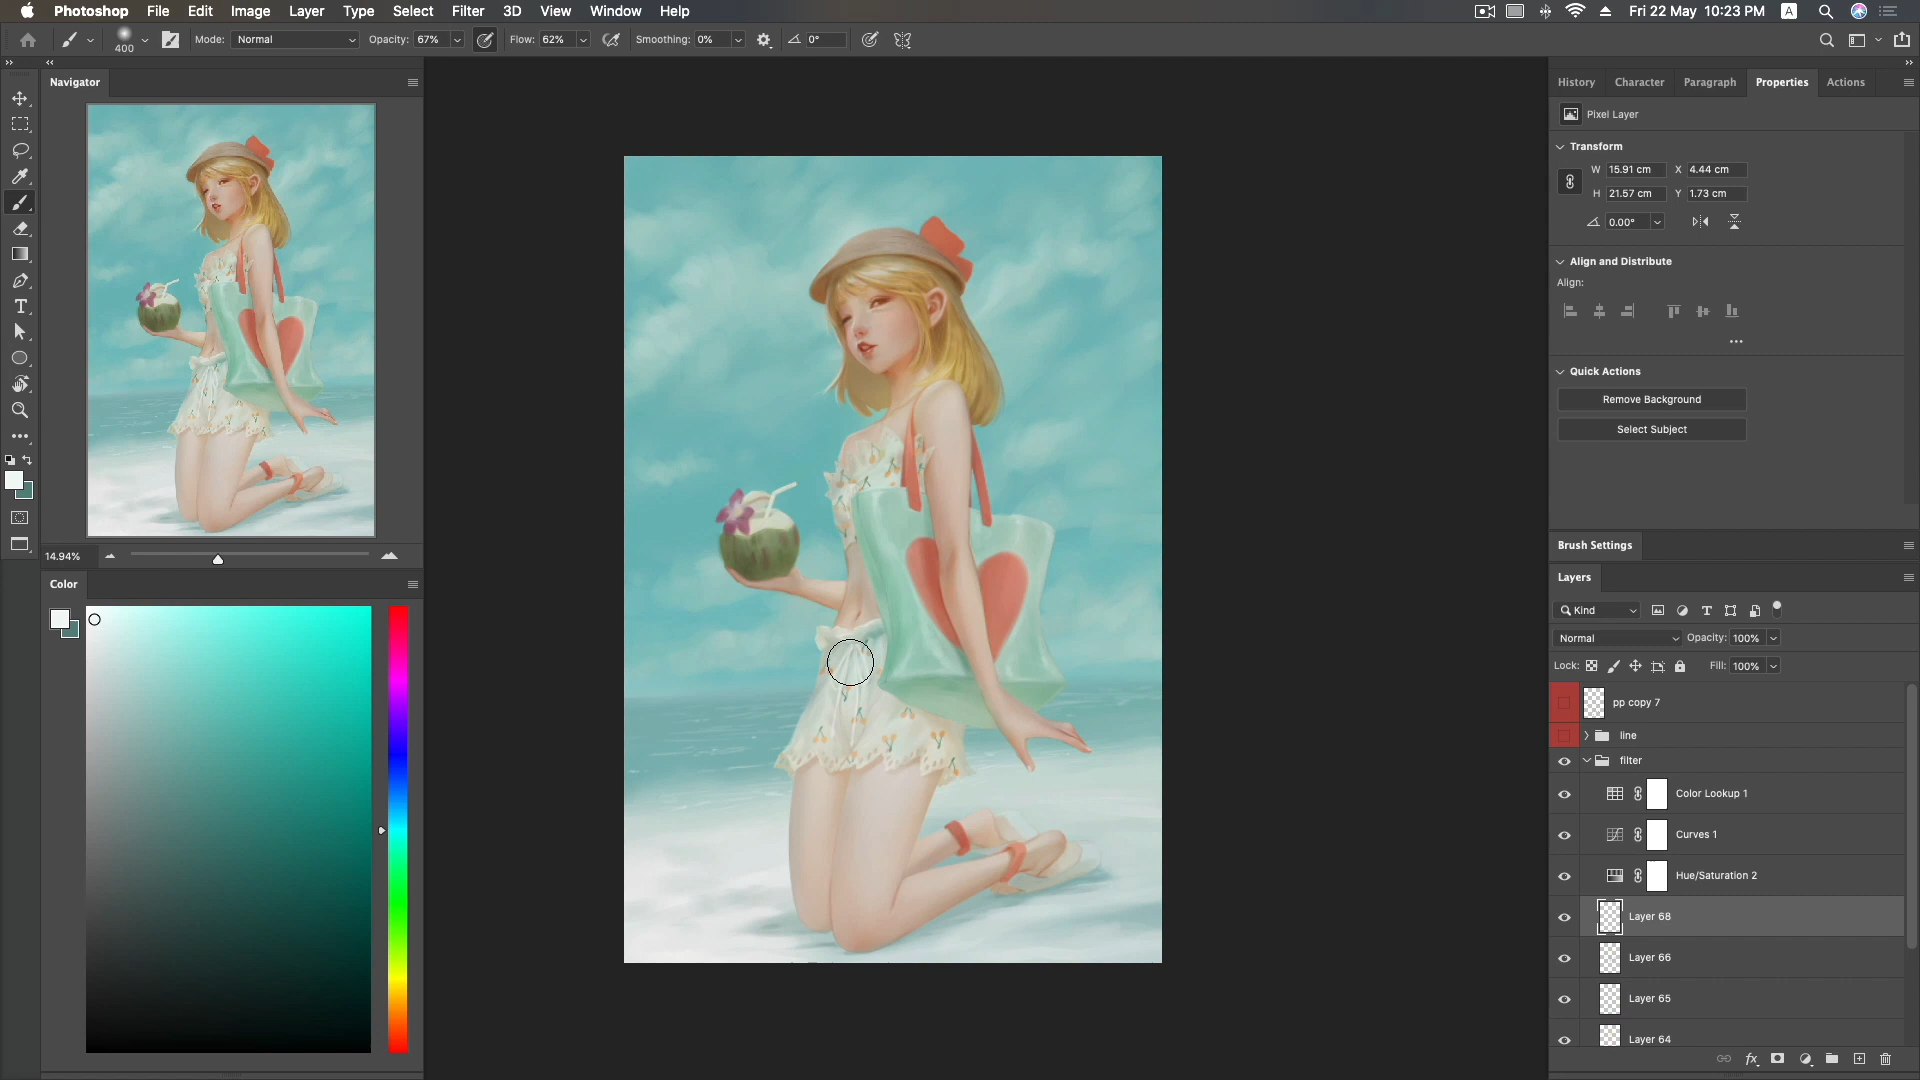 Photoshop File Edit Image Layer Type Select Filter 3D View Window Help
Fri 22 May 10:23 PM A
400 Mode: Normal Opacity: 67% Flow: 62% Smoothing: 0% 0°
Navigator
14.94%
Color
History Character Paragraph Properties Actions
Pixel Layer
Transform
W 15.91 cm X 4.44 cm
H 21.57 cm Y 1.73 cm
0.00°
Align and Distribute
Align:
Quick Actions
Remove Background
Select Subject
Brush Settings
Layers
Kind
Normal Opacity: 100%
Lock: Fill: 100%
pp copy 7
line
filter
Color Lookup 1
Curves 1
Hue/Saturation 2
Layer 68
Layer 66
Layer 65
Layer 64
fx